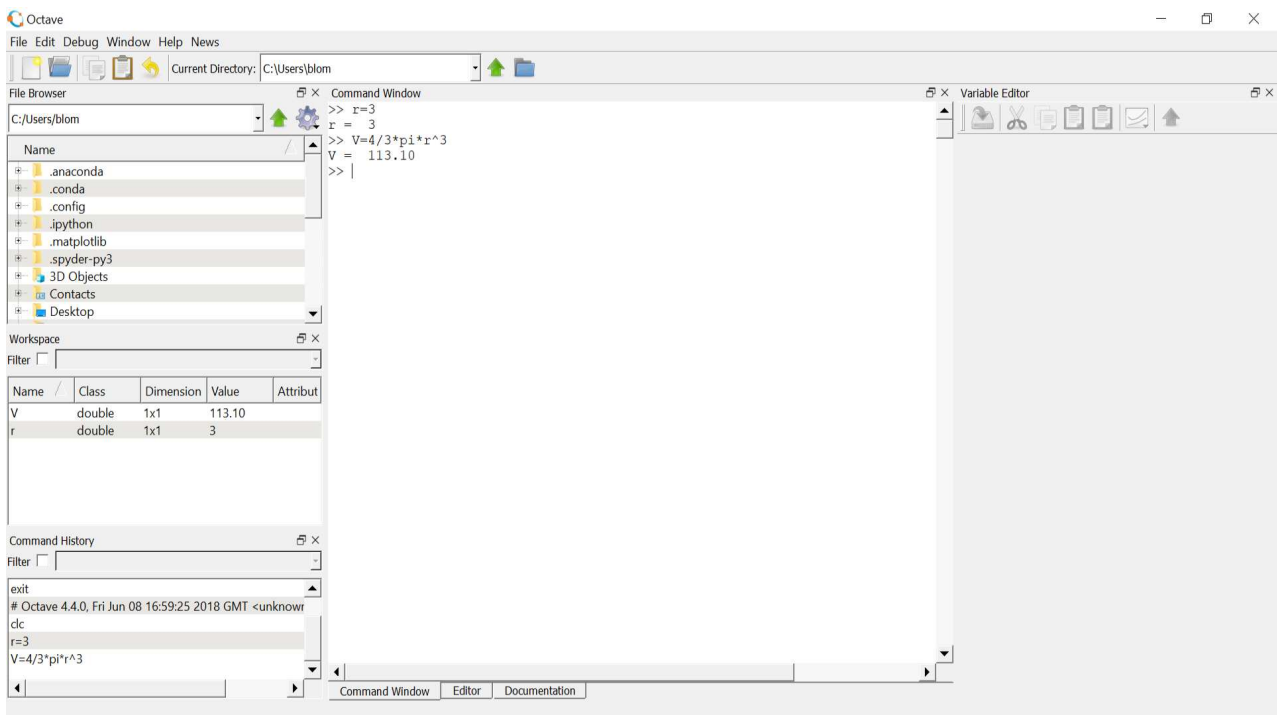 Octave
File Edit Debug Window Help News
Current Directory: C:\Users\blom
File Browser
C:/Users/blom
Name
.anaconda
.conda
.config
.ipython
.matplotlib
.spyder-py3
3D Objects
Contacts
Desktop
Workspace
Filter
Name Class Dimension Value Attribut
V double 1x1 113.10
r double 1x1 3
Command History
Filter
exit
# Octave 4.4.0, Fri Jun 08 16:59:25 2018 GMT <unknown
clc
r=3
V=4/3*pi*r^3
Command Window
>> r=3
r =  3
>> V=4/3*pi*r^3
V =  113.10
>>
Command Window Editor Documentation
Variable Editor